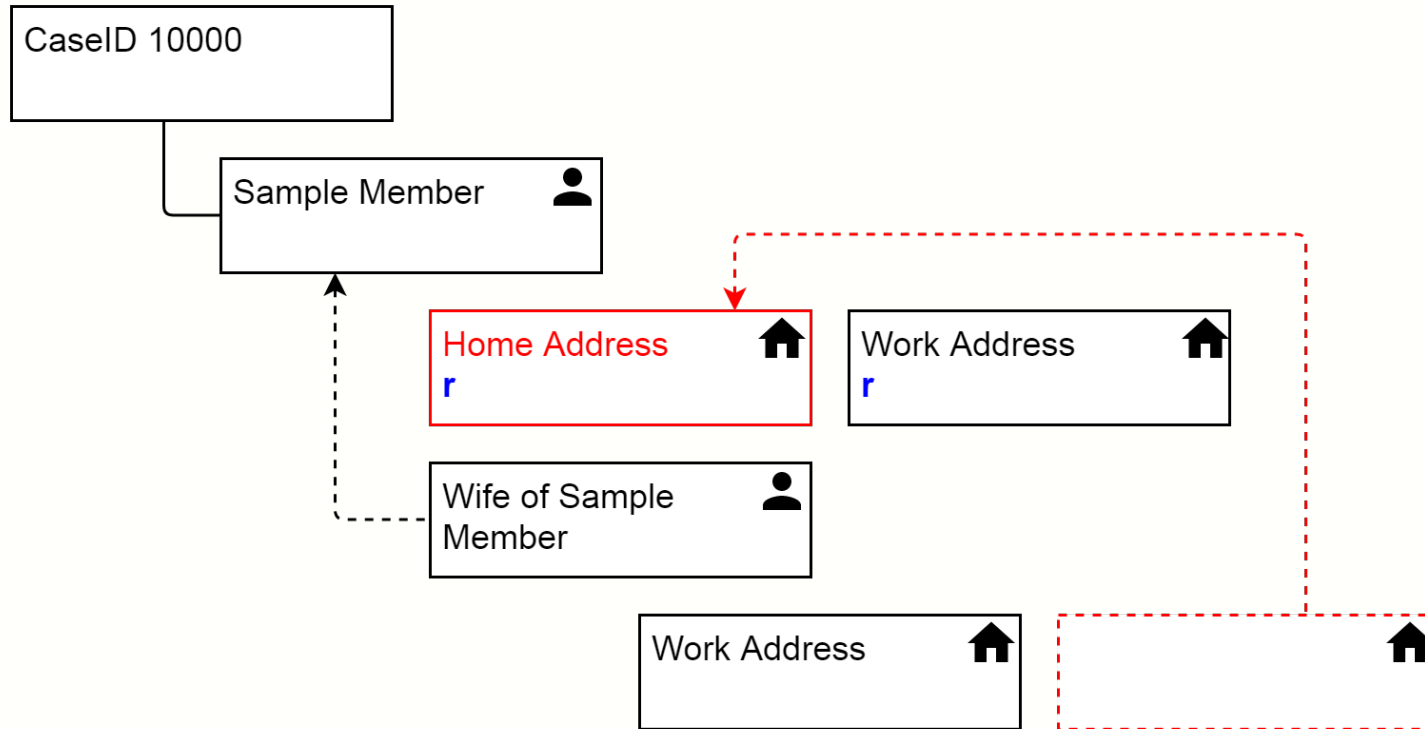 CaseID 10000
Sample Member
Home Address
r
Work Address
r
Wife of Sample
Member
Work Address